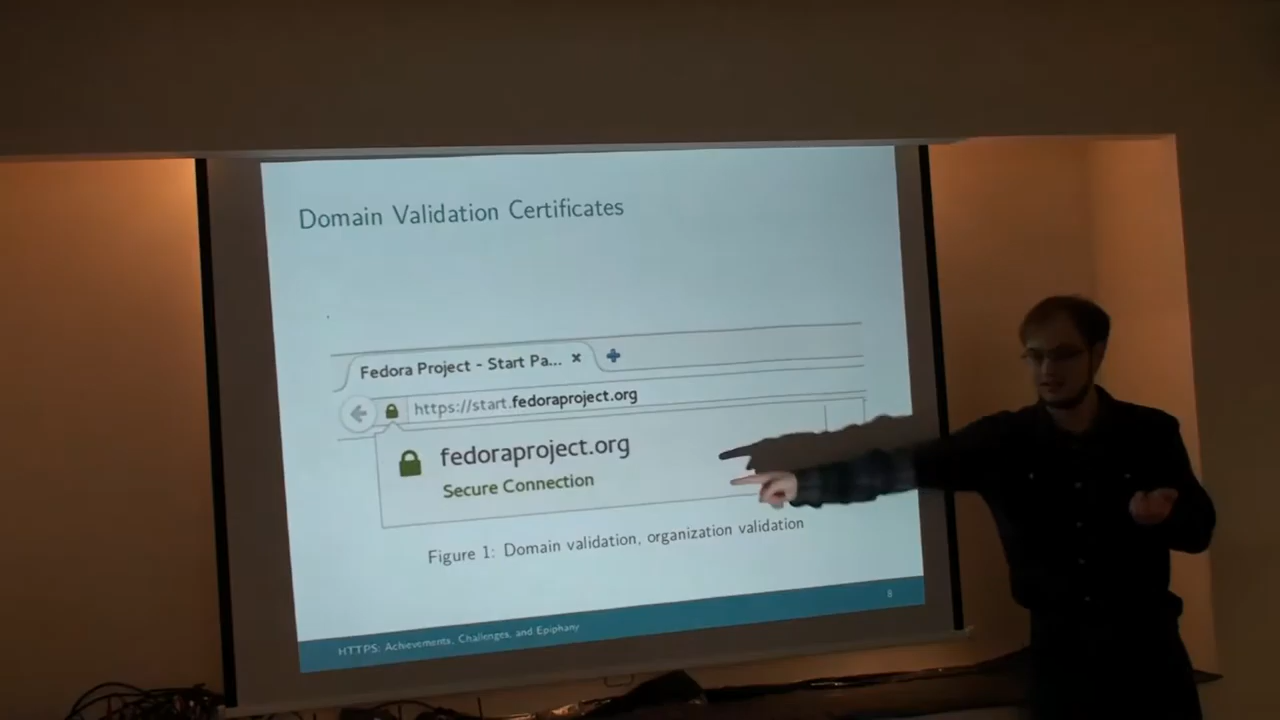 Domain Validation Certificates
Fedora Project - Start Pa... ×
https://start.fedoraproject.org
fedoraproject.org
Secure Connection
Figure 1: Domain validation, organization validation
8
HTTPS: Achievements, Challenges, and Epiphany